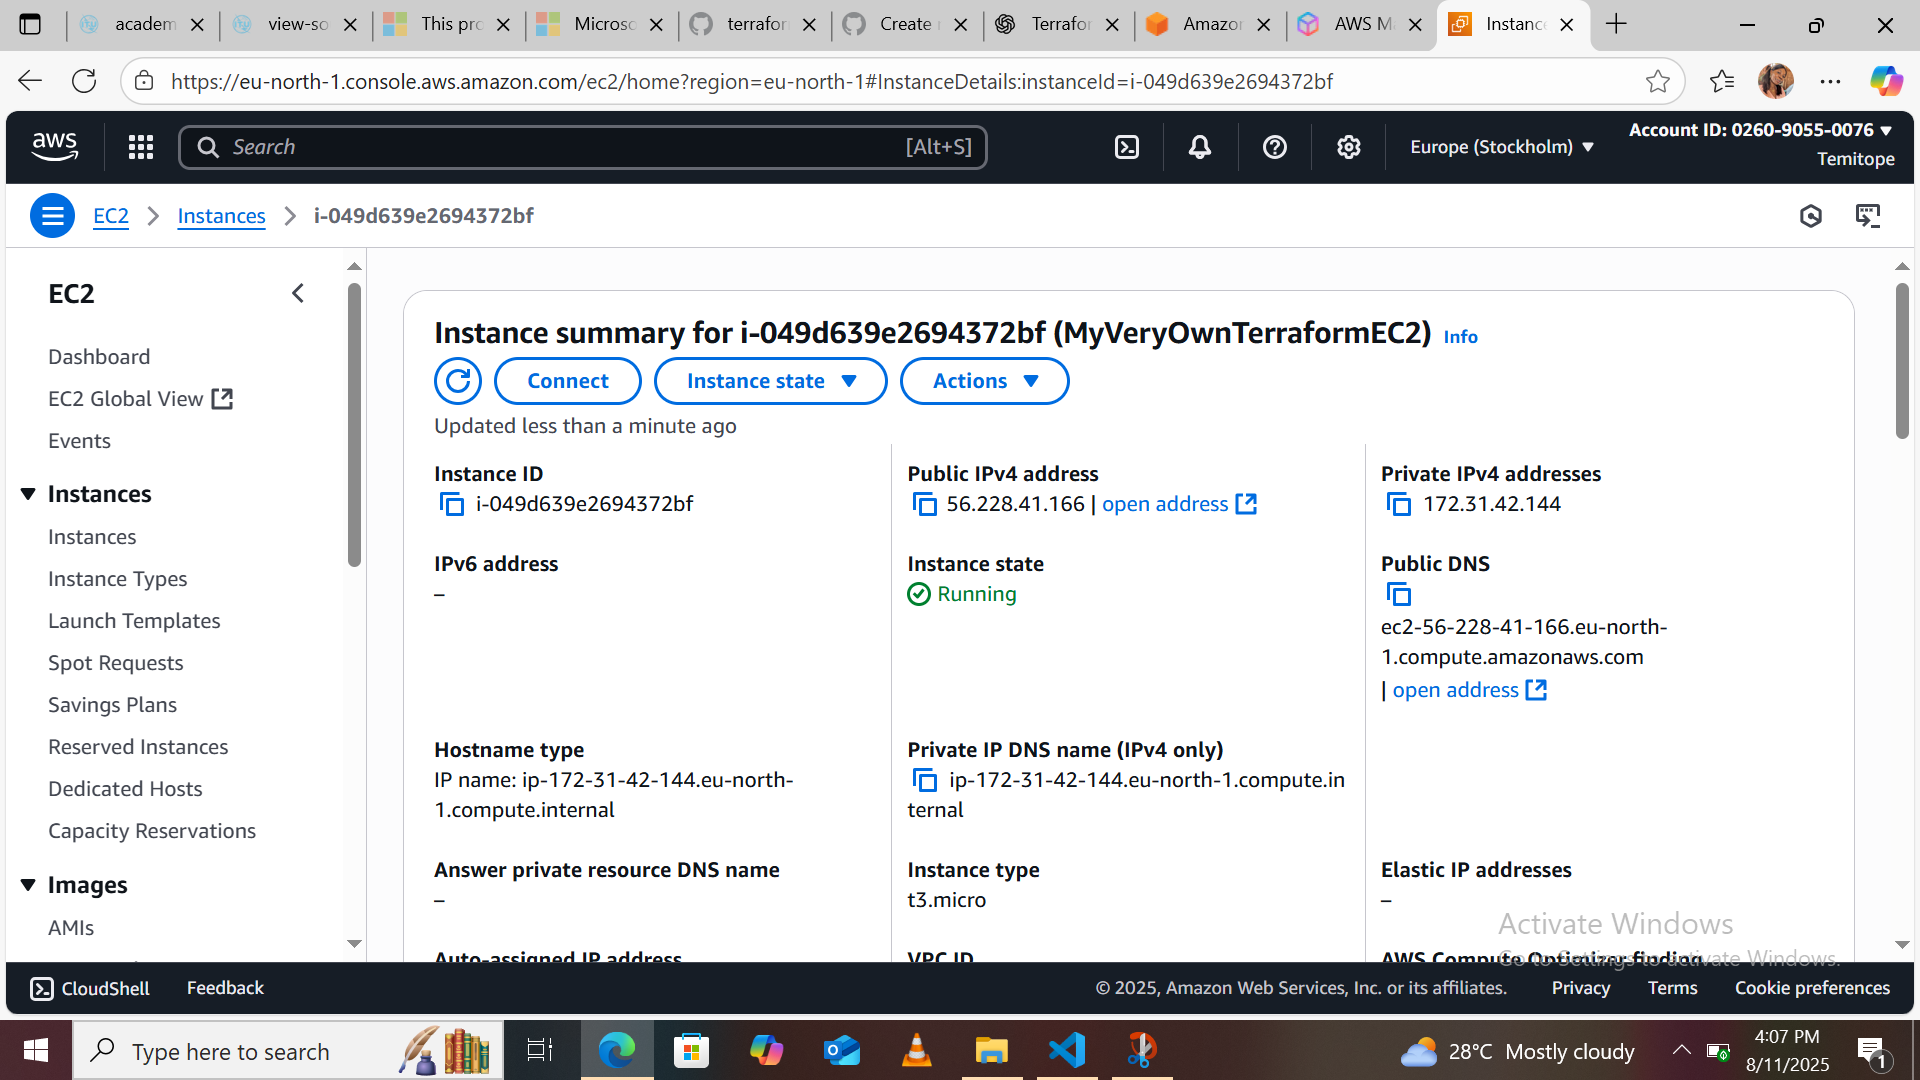 academ
view-so
This pro
Microso
terrafor
Create r
Terrafor
Amazon
AWS Ma
Instance
https://eu-north-1.console.aws.amazon.com/ec2/home?region=eu-north-1#InstanceDetails:instanceId=i-049d639e2694372bf
aws
Search
[Alt+S]
Europe (Stockholm)
Account ID: 0260-9055-0076
Temitope
EC2
Instances
i-049d639e2694372bf
EC2
Dashboard
EC2 Global View
Events
Instances
Instances
Instance Types
Launch Templates
Spot Requests
Savings Plans
Reserved Instances
Dedicated Hosts
Capacity Reservations
Images
AMIs
Instance summary for i-049d639e2694372bf (MyVeryOwnTerraformEC2) Info
Connect
Instance state
Actions
Updated less than a minute ago
Instance ID
i-049d639e2694372bf
Public IPv4 address
56.228.41.166 | open address
Private IPv4 addresses
172.31.42.144
IPv6 address
–
Instance state
Running
Public DNS
ec2-56-228-41-166.eu-north-
1.compute.amazonaws.com
| open address
Hostname type
IP name: ip-172-31-42-144.eu-north-
1.compute.internal
Private IP DNS name (IPv4 only)
ip-172-31-42-144.eu-north-1.compute.in
ternal
Answer private resource DNS name
–
Instance type
t3.micro
Elastic IP addresses
–
Auto-assigned IP address
VPC ID
AWS Compute Optimizer finding
Activate Windows
Go to Settings to activate Windows.
CloudShell
Feedback
© 2025, Amazon Web Services, Inc. or its affiliates.
Privacy
Terms
Cookie preferences
Type here to search
28°C Mostly cloudy
4:07 PM
8/11/2025
1